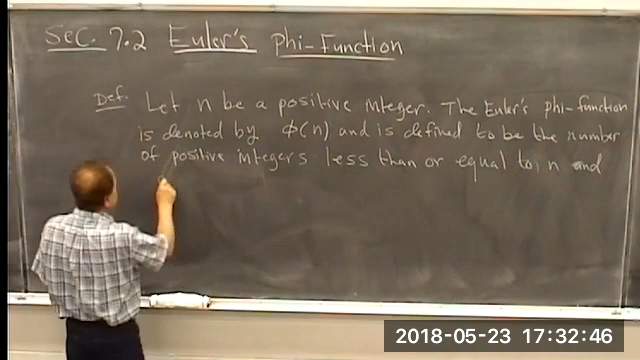 Sec. 7.2 Euler's Phi-Function
Def. Let n be a positive integer. The Euler's phi-function
is denoted by ϕ(n) and is defined to be the number
of positive integers less than or equal to, n and
2018-05-23 17:32:46